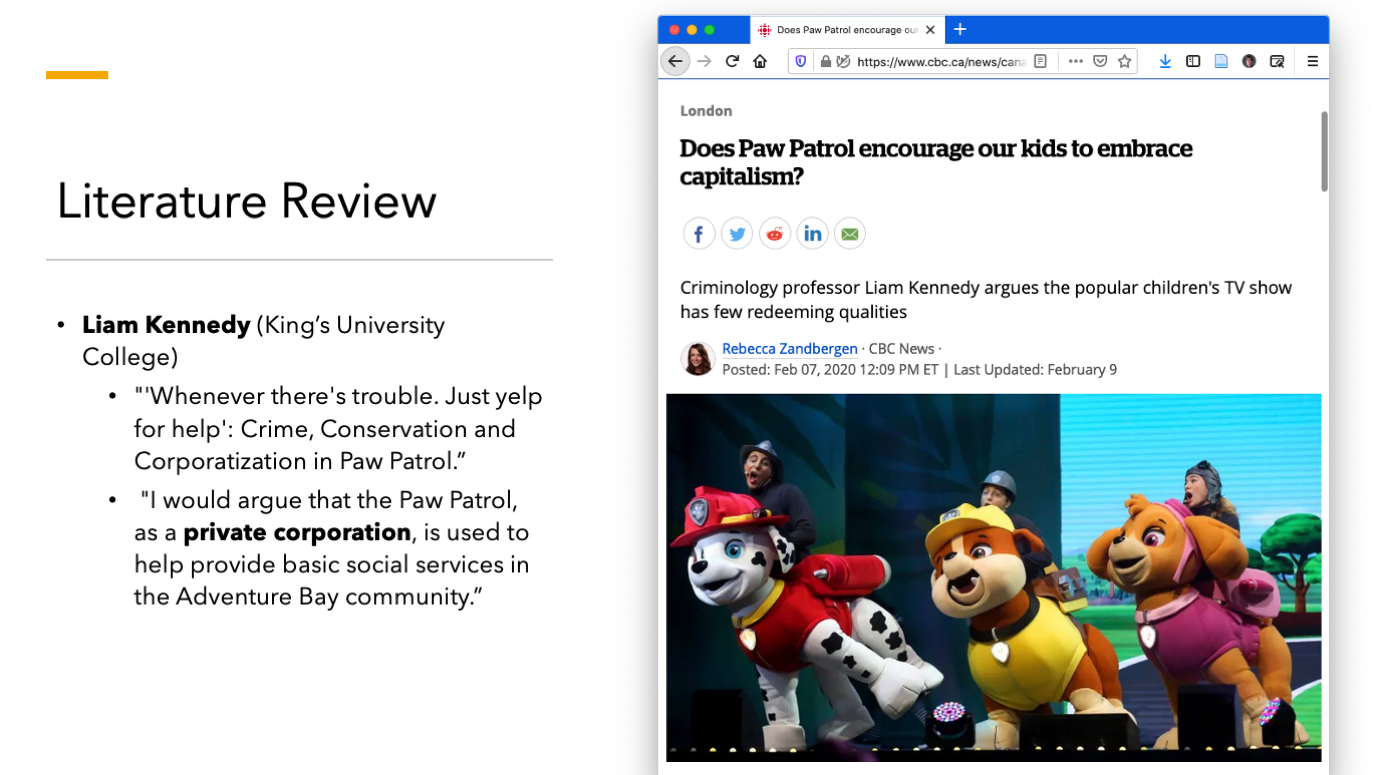 Literature Review
• Liam Kennedy (King’s University
College)
• "'Whenever there's trouble. Just yelp
for help': Crime, Conservation and
Corporatization in Paw Patrol.”
• "I would argue that the Paw Patrol,
as a private corporation, is used to
help provide basic social services in
the Adventure Bay community.”
Does Paw Patrol encourage our
https://www.cbc.ca/news/cana
London
Does Paw Patrol encourage our kids to embrace
capitalism?
Criminology professor Liam Kennedy argues the popular children's TV show
has few redeeming qualities
Rebecca Zandbergen · CBC News ·
Posted: Feb 07, 2020 12:09 PM ET | Last Updated: February 9